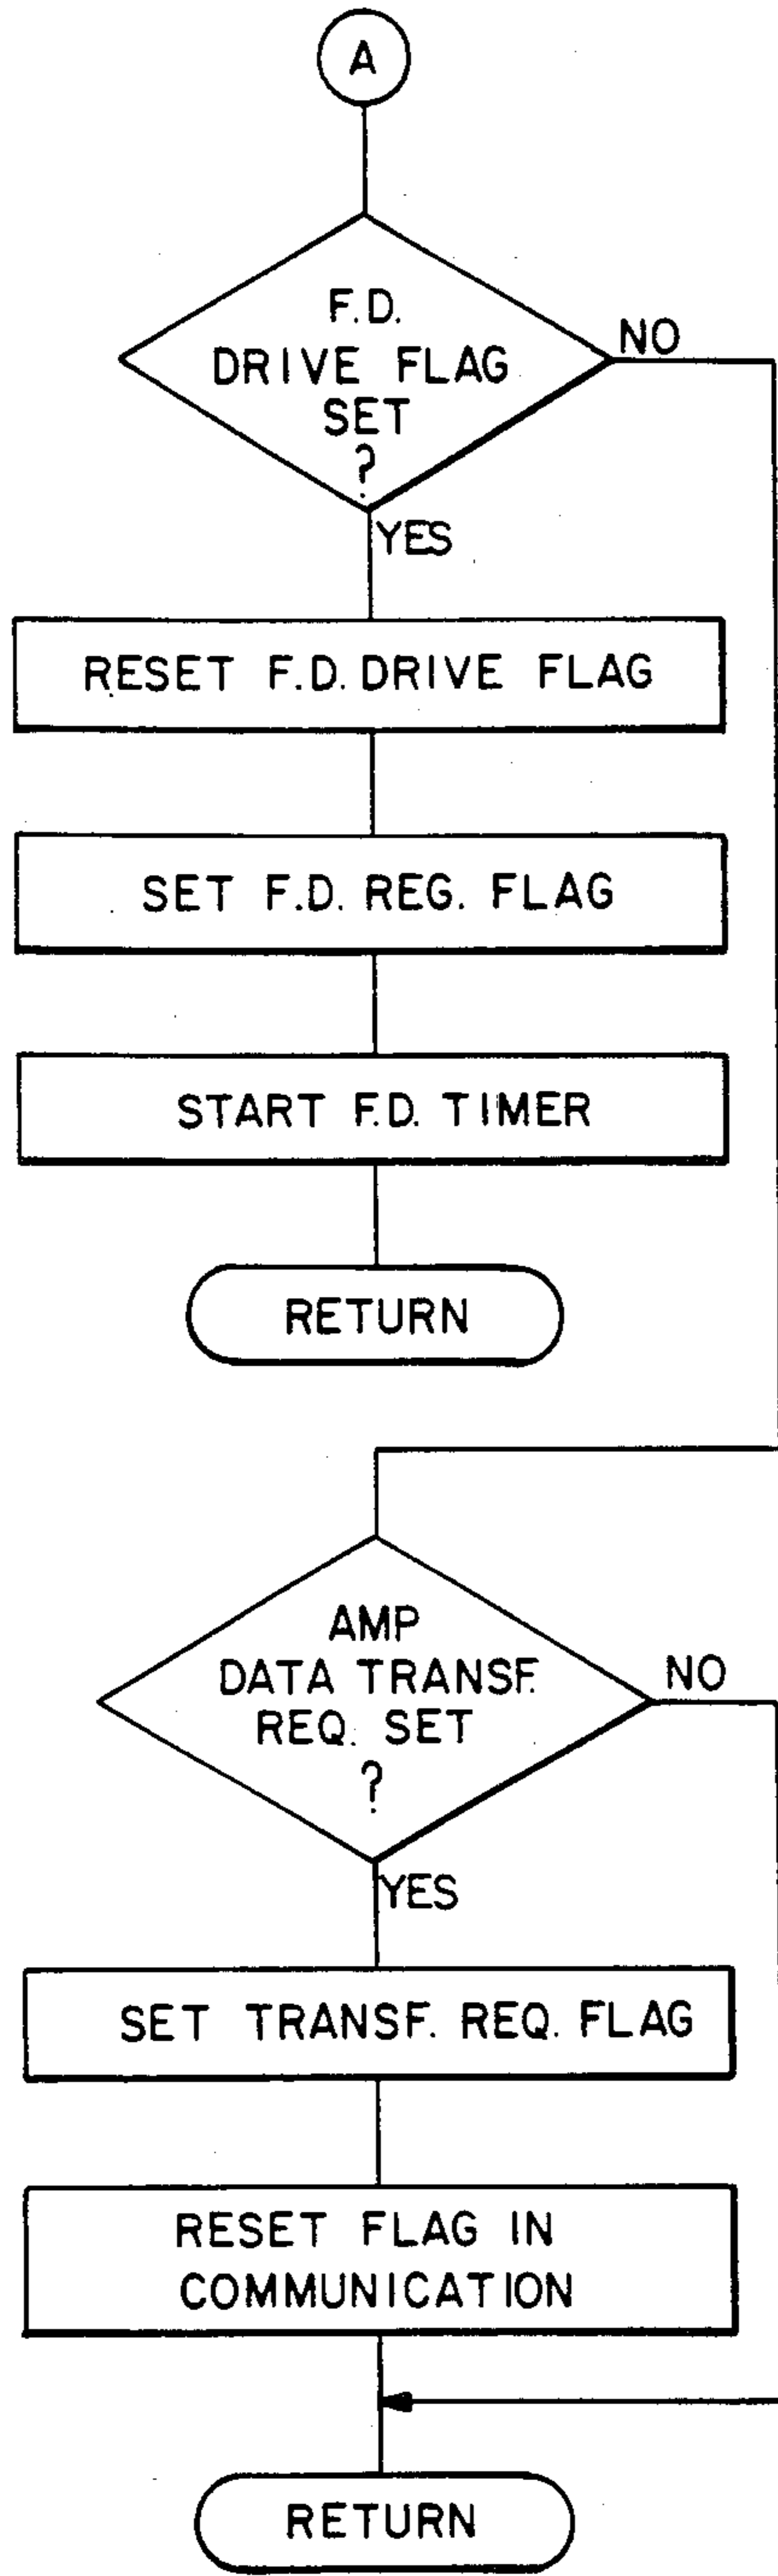 A
F.D.
DRIVE FLAG
SET
?
NO
YES
RESET F.D. DRIVE FLAG
SET F.D. REG. FLAG
START F.D. TIMER
RETURN
AMP
DATA TRANSF.
REQ. SET
?
NO
YES
SET TRANSF. REQ. FLAG
RESET FLAG IN
COMMUNICATION
RETURN